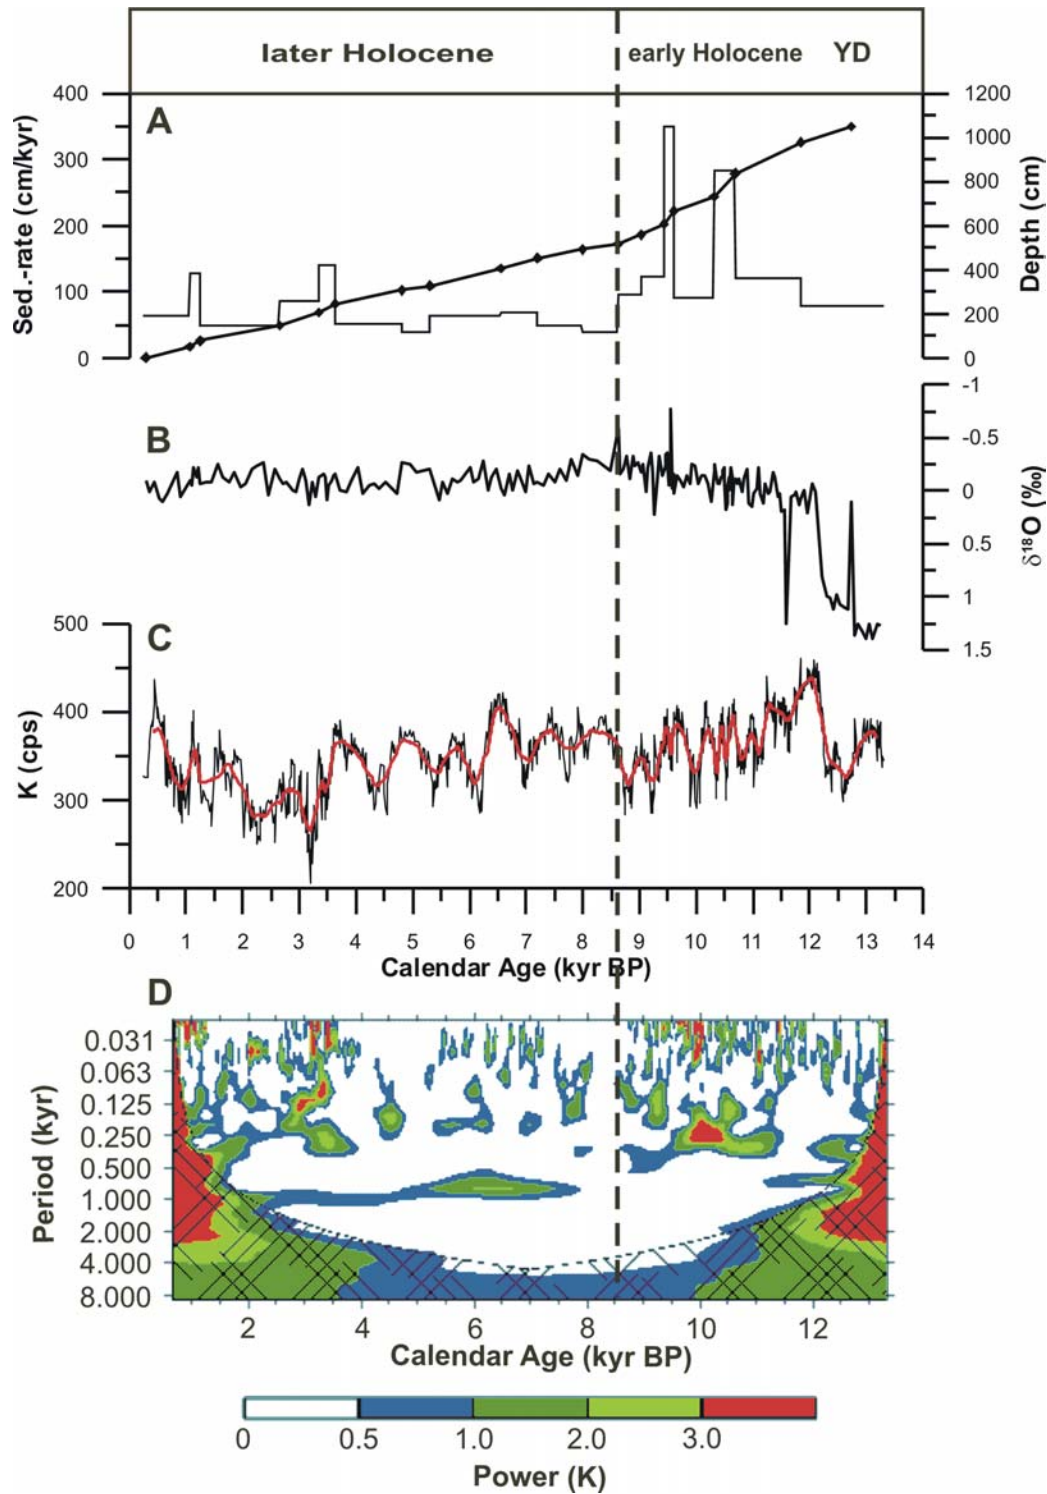 later Holocene early Holocene YD
A
400
300
200
100
0
Sed.-rate (cm/kyr)
1200
1000
800
600
400
200
0
Depth (cm)
B
-1
-0.5
0
0.5
1
1.5
δ¹⁸O (‰)
C
500
400
300
200
K (cps)
0 1 2 3 4 5 6 7 8 9 10 11 12 13 14
Calendar Age (kyr BP)
D
0.031
0.063
0.125
0.250
0.500
1.000
2.000
4.000
8.000
Period (kyr)
2 4 6 8 10 12
Calendar Age (kyr BP)
0 0.5 1.0 2.0 3.0
Power (K)